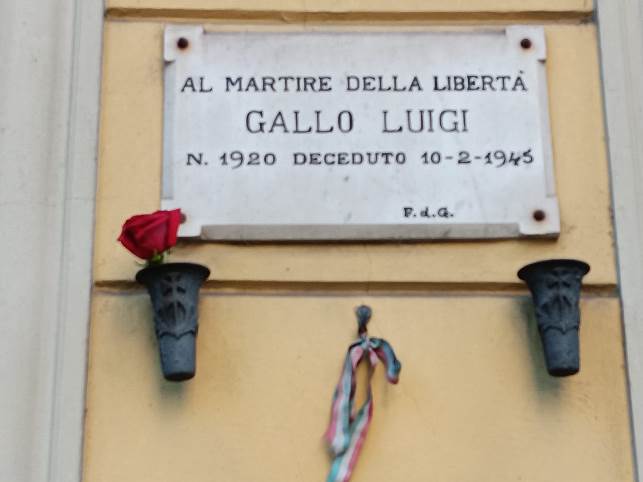 AL MARTIRE DELLA LIBERTÀ
GALLO LUIGI
N. 1920 DECEDUTO 10-2-1945
F.d.G.